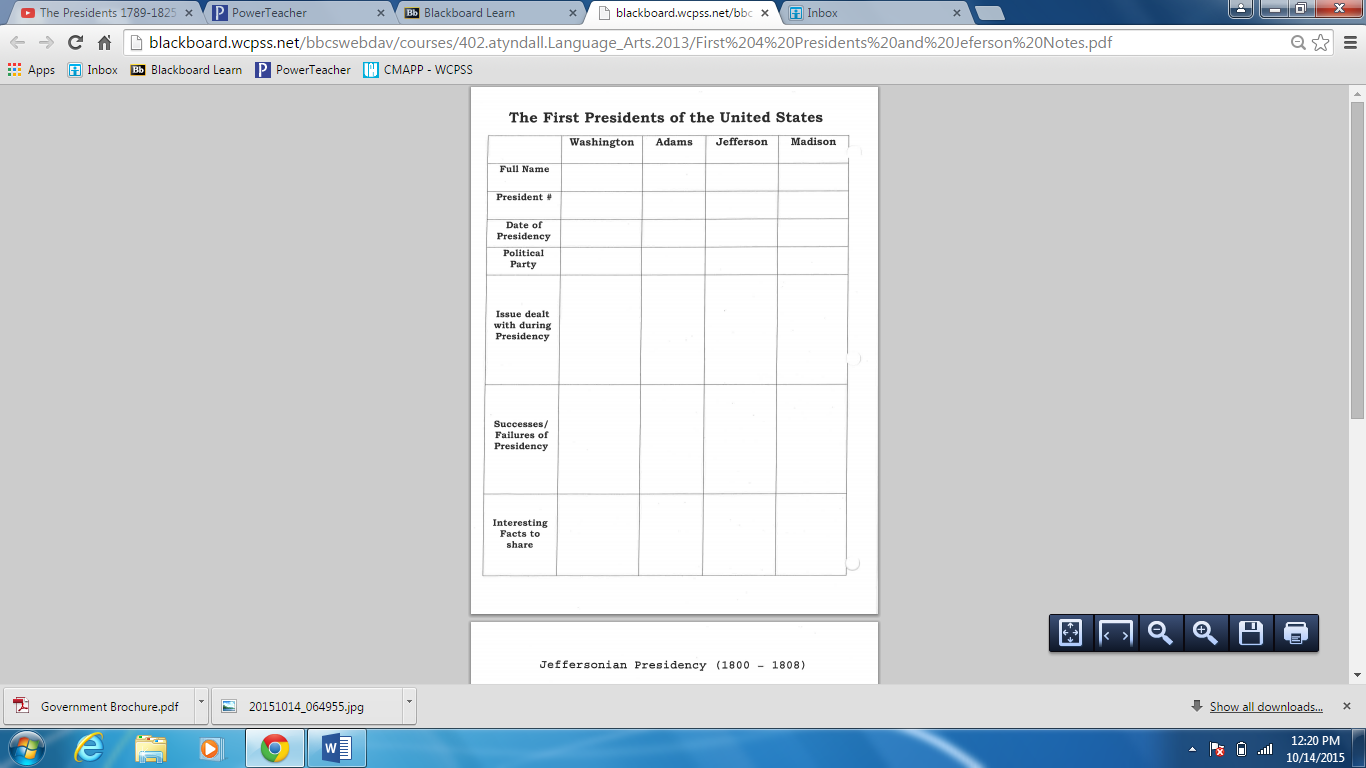 The Presidents 1789-1825
PowerTeacher
Blackboard Learn
blackboard.wcpss.net/bbc
Inbox
blackboard.wcpss.net/bbcswebdav/courses/402.atyndall.Language_Arts.2013/First%204%20Presidents%20and%20Jeferson%20Notes.pdf
Apps
Inbox
Bb Blackboard Learn
PowerTeacher
CMAPP - WCPSS
The First Presidents of the United States
Washington Adams Jefferson Madison
Full Name
President #
Date of
Presidency
Political
Party
Issue dealt
with during
Presidency
Successes/
Failures of
Presidency
Interesting
Facts to
share
Jeffersonian Presidency (1800 – 1808)
Government Brochure.pdf
20151014_064955.jpg
Show all downloads...
12:20 PM
10/14/2015